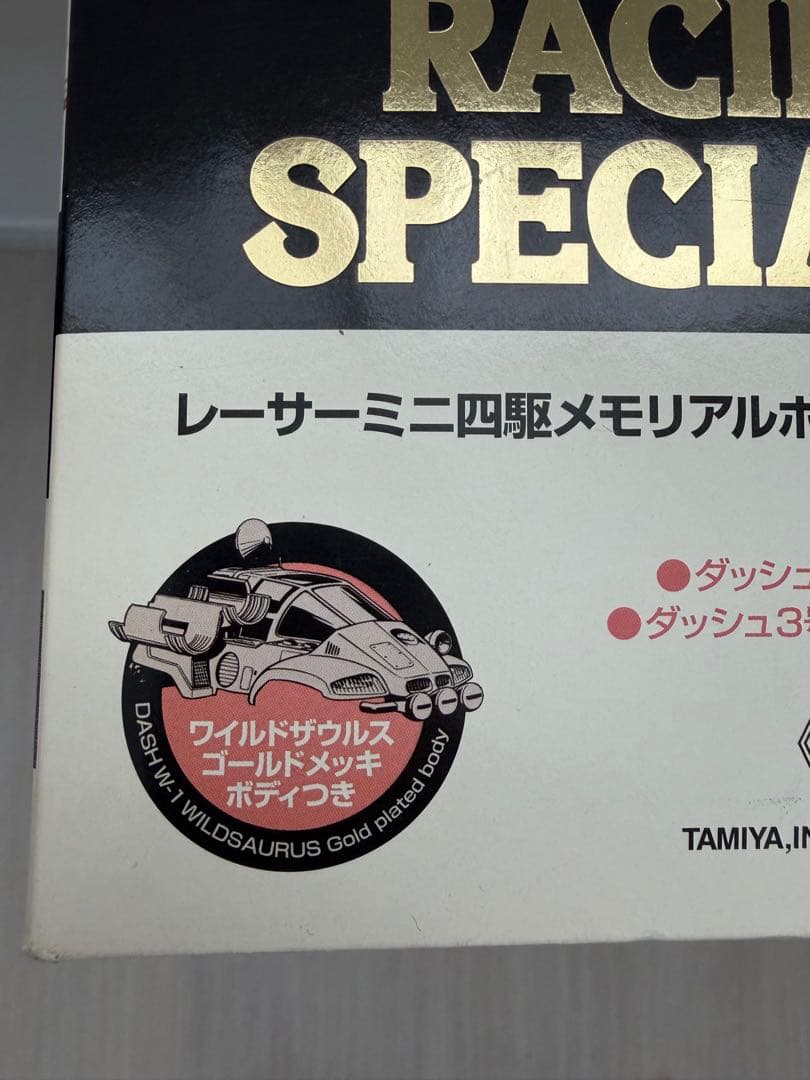 RACIN
SPECIA
レーサーミニ四駆メモリアルボ
●ダッシュ
●ダッシュ3号
ワイルドザウルス
ゴールドメッキ
ボディつき
DASH W-1 WILDSAURUS Gold plated body
TAMIYA,IN